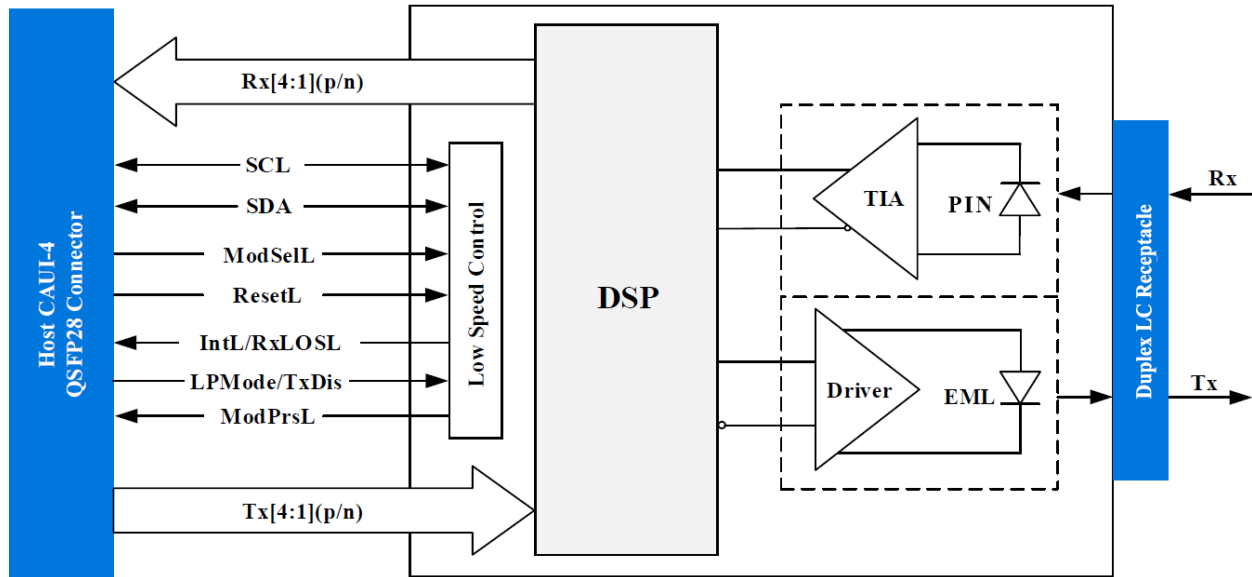 Host CAUI-4
QSFP28 Connector
Rx[4:1](p/n)
SCL
SDA
ModSelL
ResetL
IntL/RxLOSL
LPMode/TxDis
ModPrsL
Tx[4:1](p/n)
Low Speed Control
DSP
TIA
PIN
Driver
EML
Duplex LC Receptacle
Rx
Tx